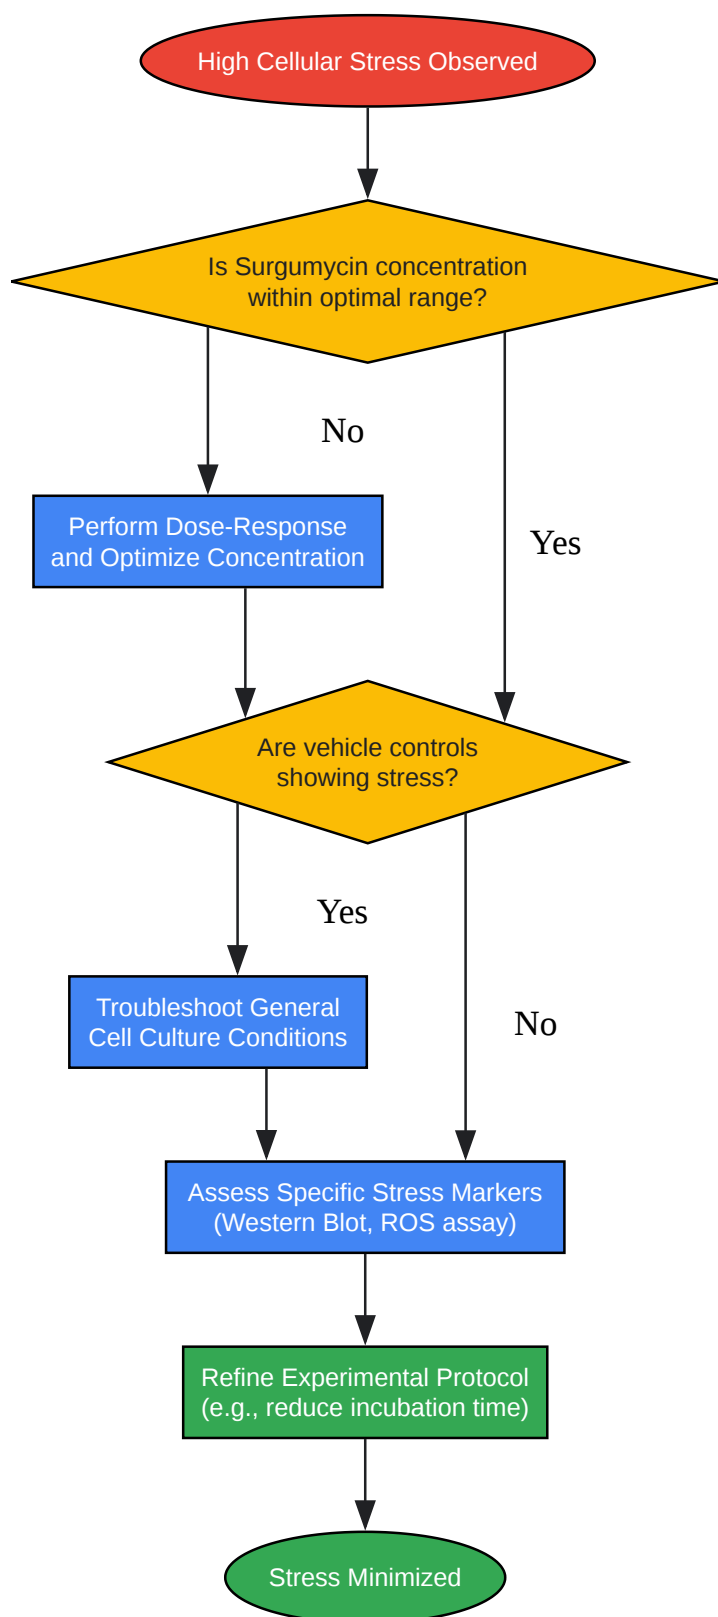 High Cellular Stress Observed
Is Surgumycin concentration
within optimal range?
No
Perform Dose-Response
and Optimize Concentration
Yes
Are vehicle controls
showing stress?
Yes
Troubleshoot General
Cell Culture Conditions
No
Assess Specific Stress Markers
(Western Blot, ROS assay)
Refine Experimental Protocol
(e.g., reduce incubation time)
Stress Minimized